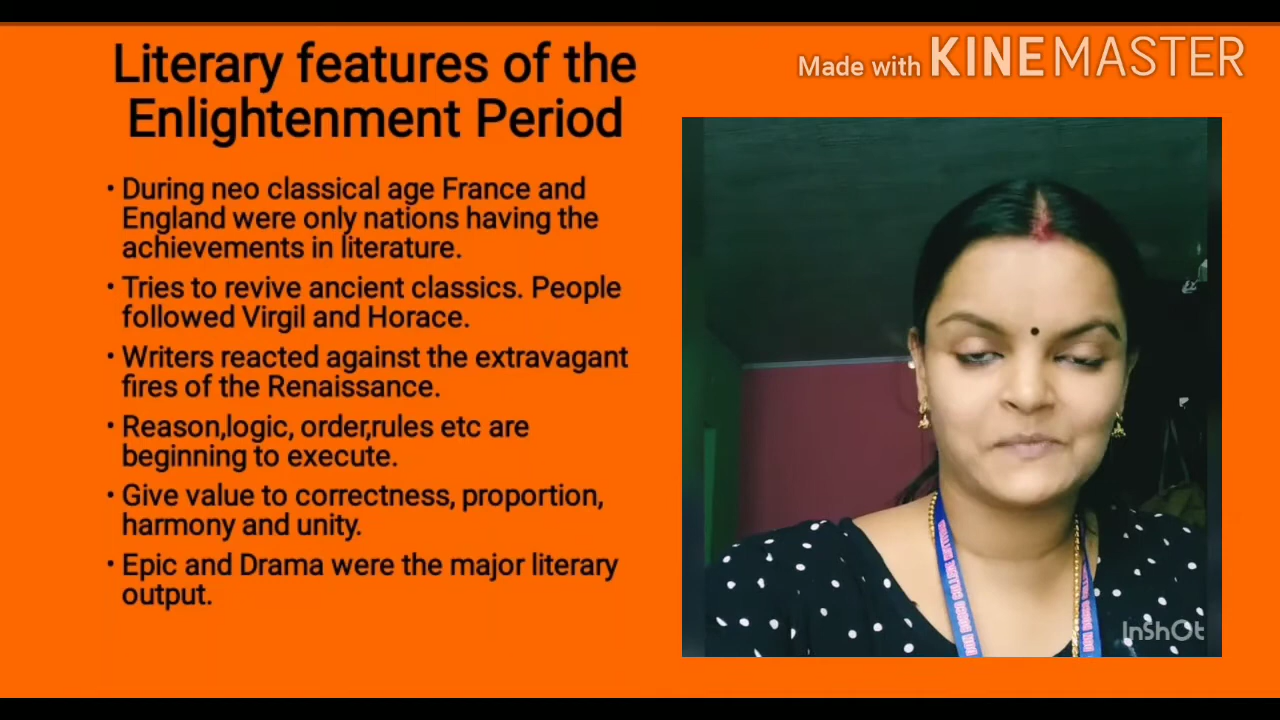 Literary features of the
Enlightenment Period
Made with KINEMASTER
• During neo classical age France and
England were only nations having the
achievements in literature.
• Tries to revive ancient classics. People
followed Virgil and Horace.
• Writers reacted against the extravagant
fires of the Renaissance.
• Reason,logic, order,rules etc are
beginning to execute.
• Give value to correctness, proportion,
harmony and unity.
• Epic and Drama were the major literary
output.
DON BOSCO COLLEGE
InShOt